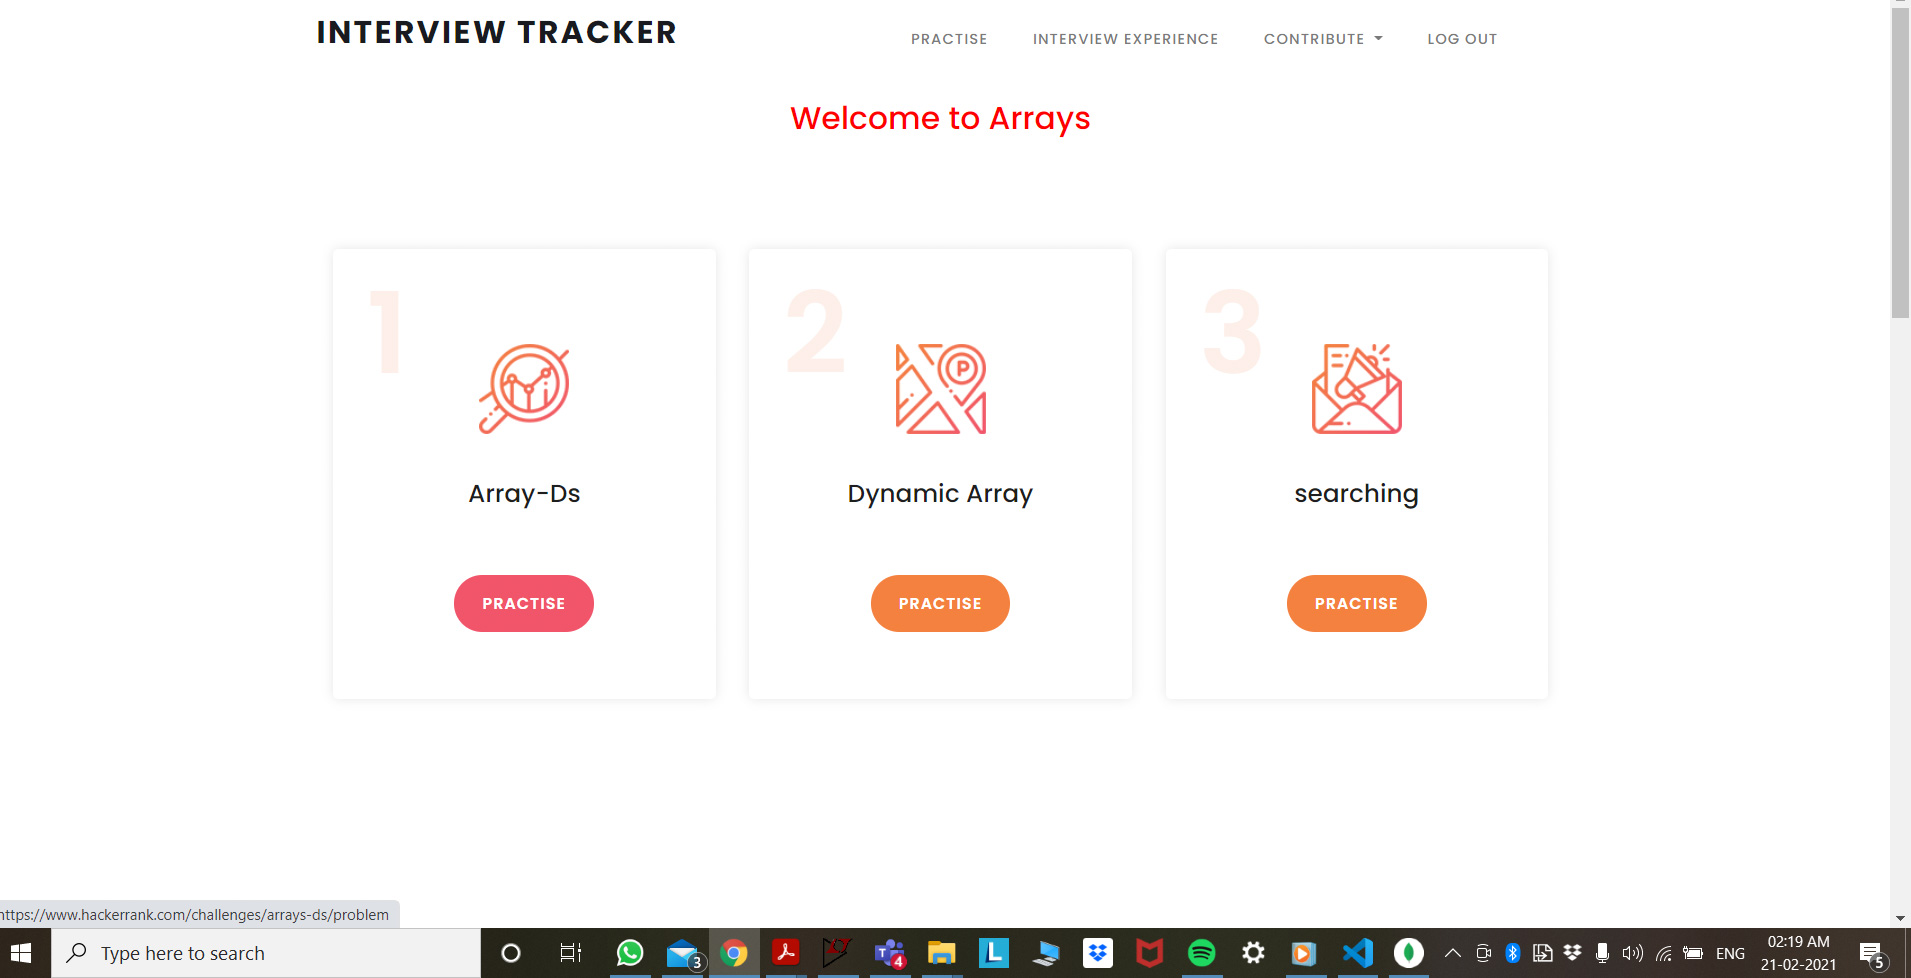 INTERVIEW TRACKER
PRACTISE INTERVIEW EXPERIENCE CONTRIBUTE LOG OUT
Welcome to Arrays
1 2 3
P
Array-Ds Dynamic Array searching
PRACTISE PRACTISE PRACTISE
https://www.hackerrank.com/challenges/arrays-ds/problem
Type here to search
3
T 4
L
ENG
02:19 AM
21-02-2021
5